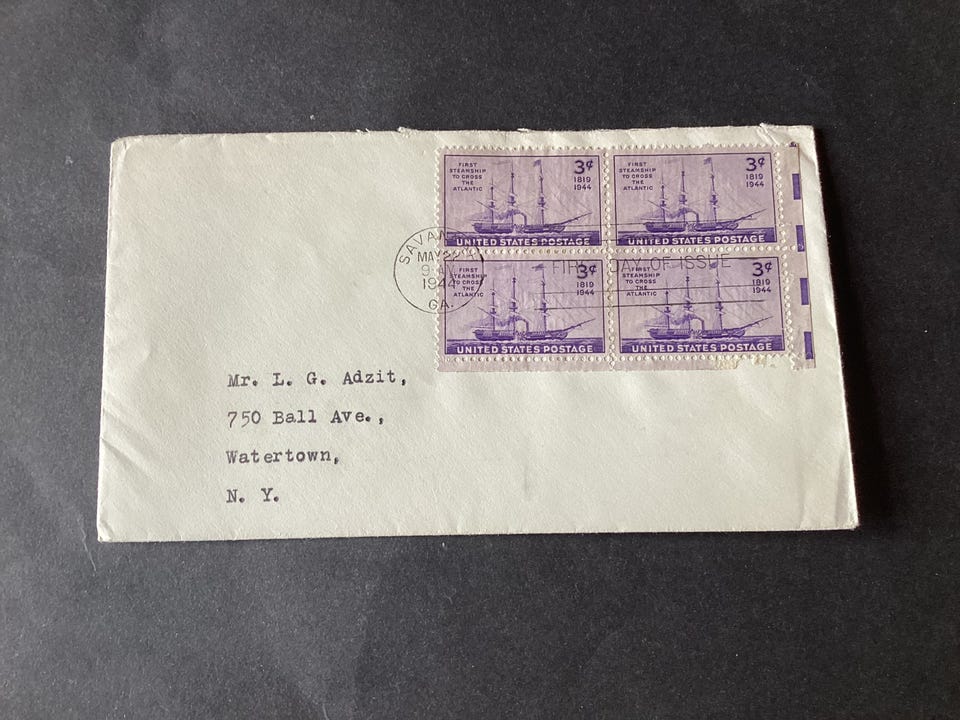 FIRST
STEAMSHIP
TO CROSS
THE
ATLANTIC
3¢
1819
1944
UNITED STATES POSTAGE
FIRST
STEAMSHIP
TO CROSS
THE
ATLANTIC
3¢
1819
1944
UNITED STATES POSTAGE
MAY 22
1944
GA.
DAY OF ISSUE
FIRST
STEAMSHIP
TO CROSS
THE
ATLANTIC
3¢
1819
1944
UNITED STATES POSTAGE
FIRST
STEAMSHIP
TO CROSS
THE
ATLANTIC
3¢
1819
1944
UNITED STATES POSTAGE
Mr. L. G. Adzit,
750 Ball Ave.,
Watertown,
N. Y.